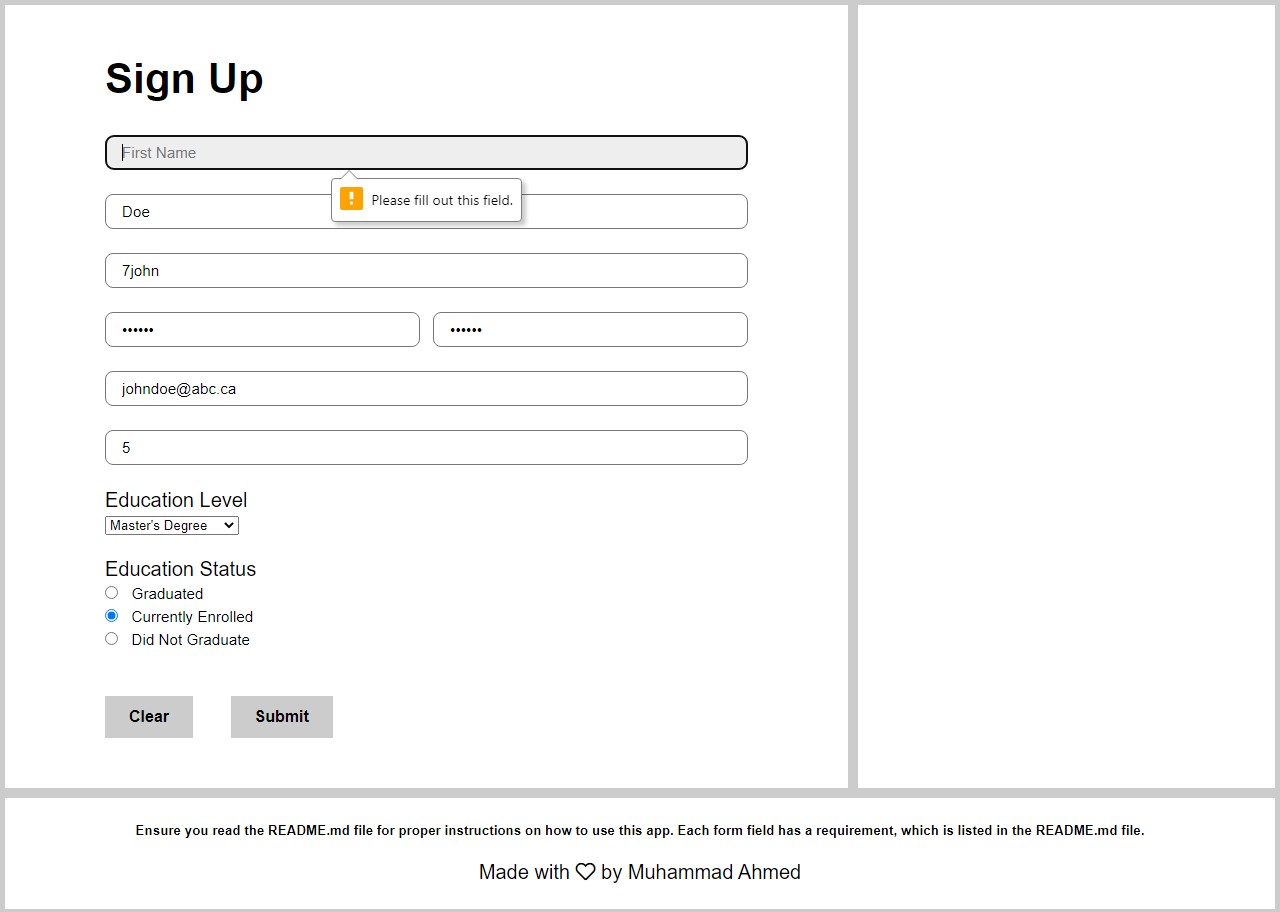 Sign Up
First Name
Please fill out this field.
Doe
7john
•••••• ••••••
johndoe@abc.ca
5
Education Level
Master's Degree
Education Status
Graduated
Currently Enrolled
Did Not Graduate
Clear Submit
Ensure you read the README.md file for proper instructions on how to use this app. Each form field has a requirement, which is listed in the README.md file.
Made with ♡ by Muhammad Ahmed